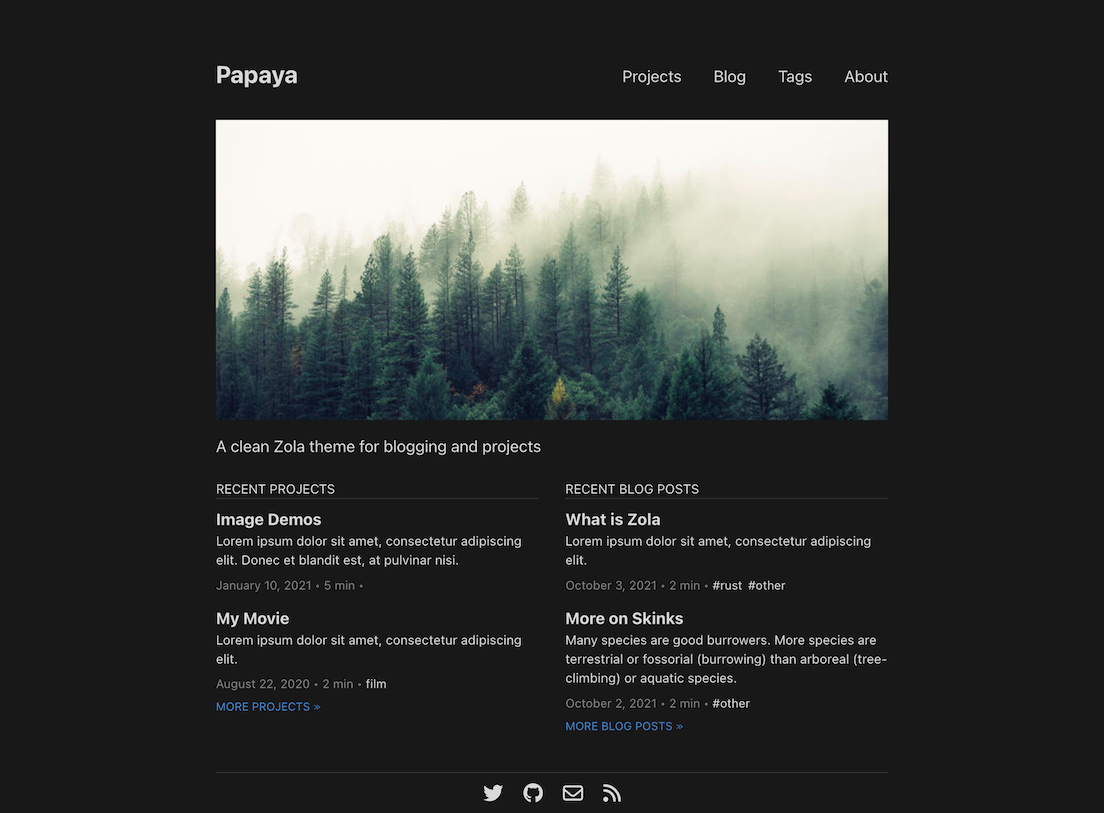 Papaya
Projects Blog Tags About
A clean Zola theme for blogging and projects
RECENT PROJECTS
Image Demos
Lorem ipsum dolor sit amet, consectetur adipiscing
elit. Donec et blandit est, at pulvinar nisi.
January 10, 2021 • 5 min •
My Movie
Lorem ipsum dolor sit amet, consectetur adipiscing
elit.
August 22, 2020 • 2 min • film
MORE PROJECTS »
RECENT BLOG POSTS
What is Zola
Lorem ipsum dolor sit amet, consectetur adipiscing
elit.
October 3, 2021 • 2 min • #rust #other
More on Skinks
Many species are good burrowers. More species are
terrestrial or fossorial (burrowing) than arboreal (tree-
climbing) or aquatic species.
October 2, 2021 • 2 min • #other
MORE BLOG POSTS »